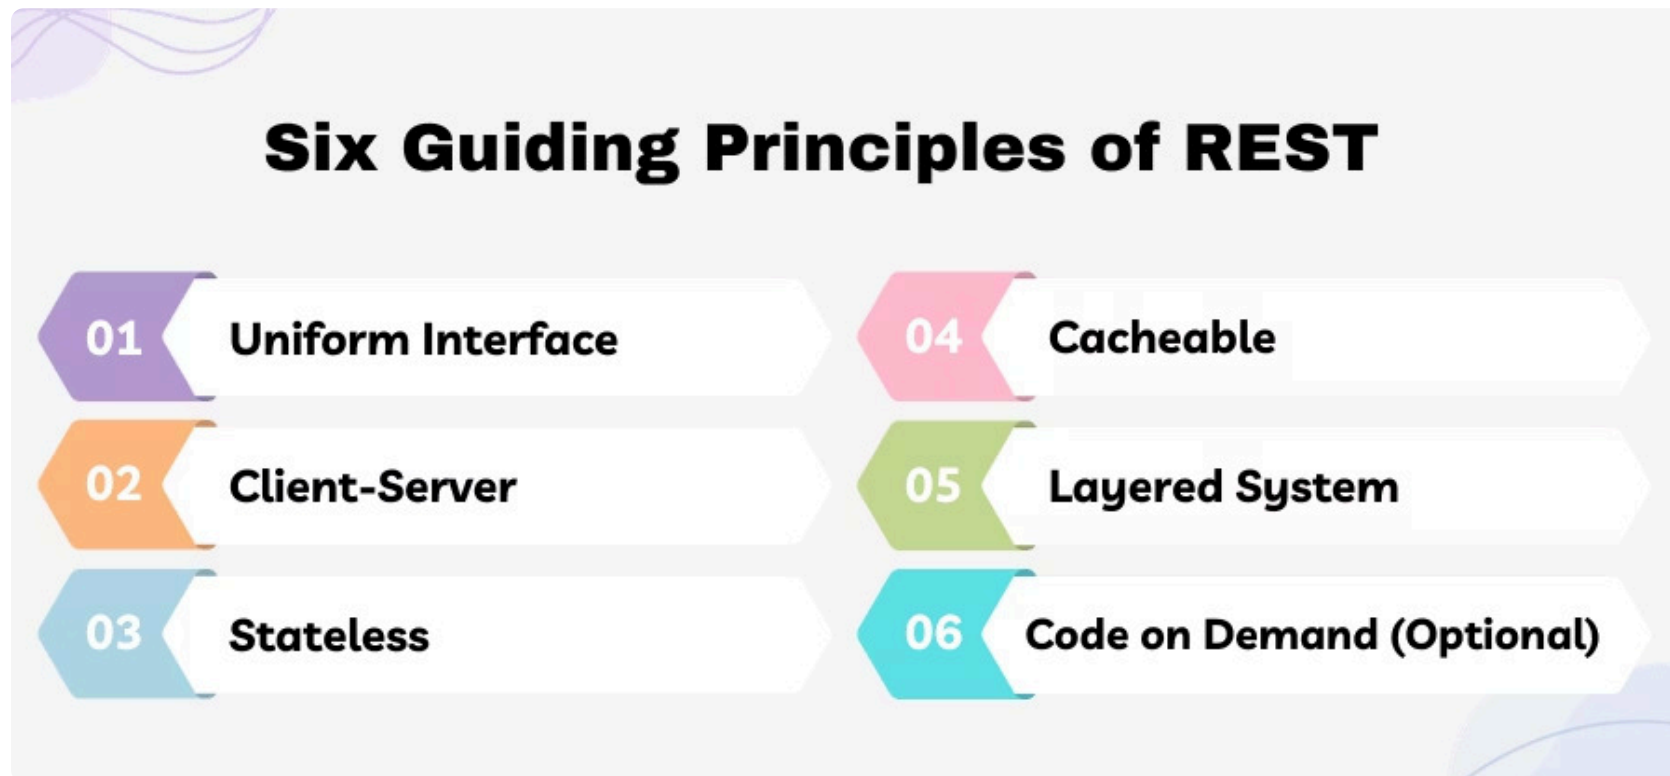 Six Guiding Principles of REST
01 Uniform Interface
02 Client-Server
03 Stateless
04 Cacheable
05 Layered System
06 Code on Demand (Optional)